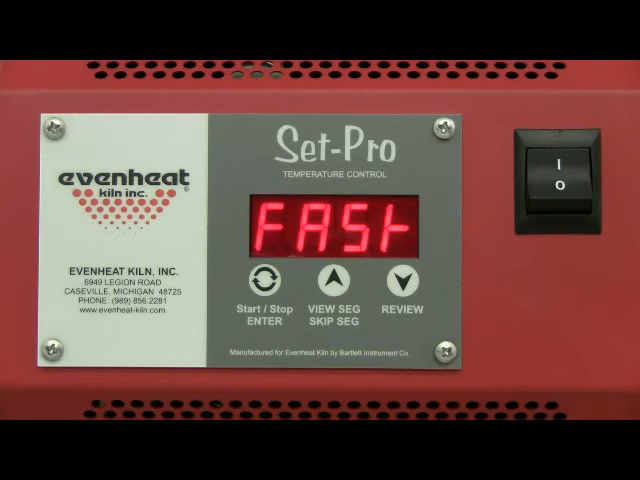 evenheat®
kiln inc.
EVENHEAT KILN, INC.
6949 LEGION ROAD
CASEVILLE, MICHIGAN 48725
PHONE: (989) 856.2281
www.evenheat-kiln.com
Set-Pro
TEMPERATURE CONTROL
FASt
Start / Stop
ENTER
VIEW SEG
SKIP SEG
REVIEW
Manufactured for Evenheat Kiln by Bartlett Instrument Co.
I
O